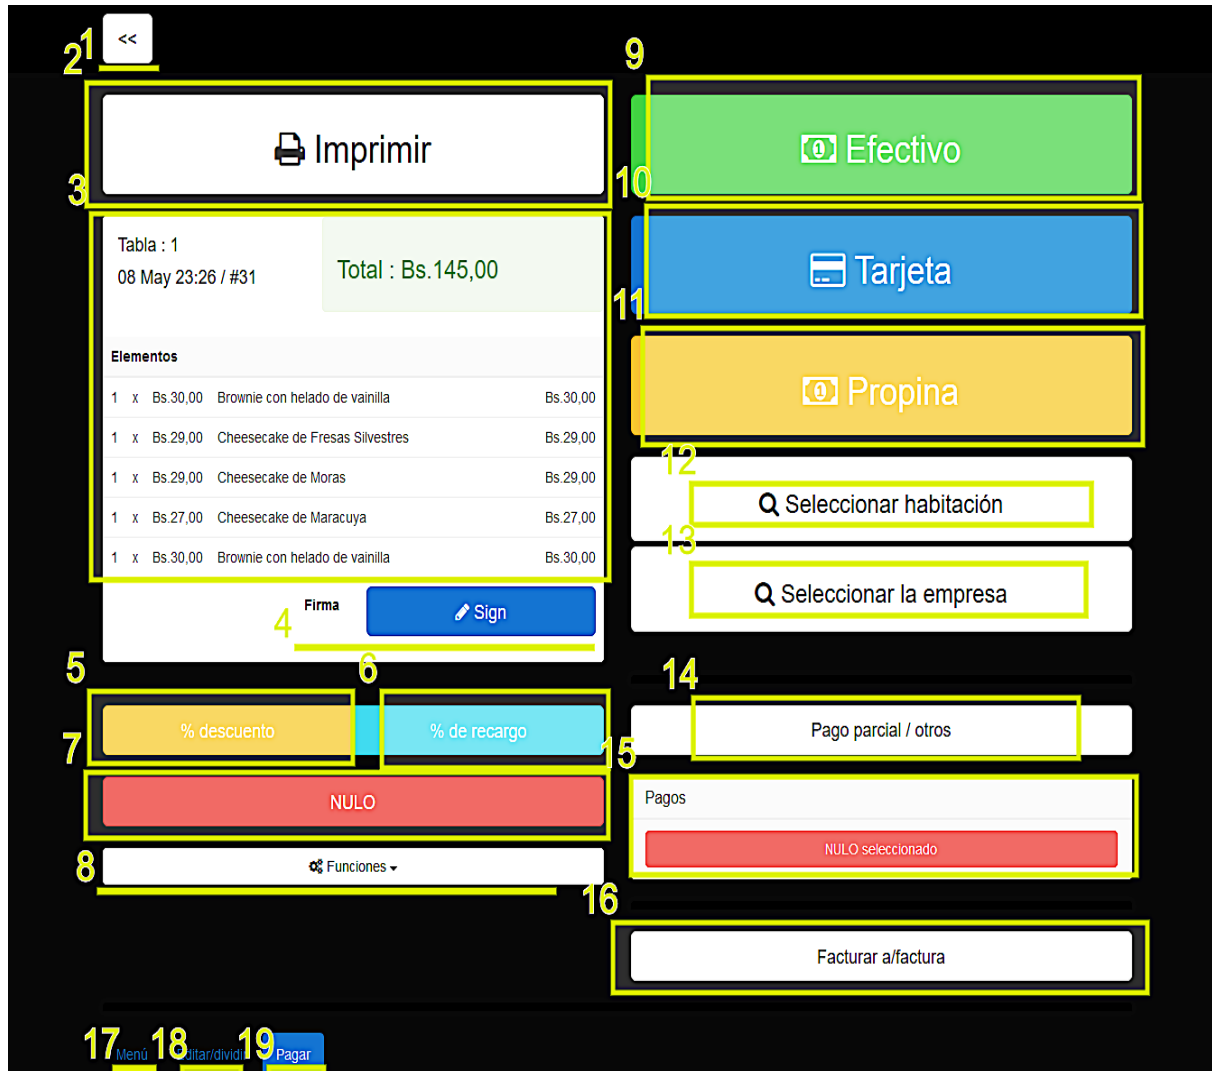 1 <<
2
Imprimir
3
Tabla : 1
08 May 23:26 / #31
Total : Bs.145,00
Elementos
1 x Bs.30,00 Brownie con helado de vainilla Bs.30,00
1 x Bs.29,00 Cheesecake de Fresas Silvestres Bs.29,00
1 x Bs.29,00 Cheesecake de Moras Bs.29,00
1 x Bs.27,00 Cheesecake de Maracuya Bs.27,00
1 x Bs.30,00 Brownie con helado de vainilla Bs.30,00
Firma
Sign
4
5
6
% descuento
% de recargo
7
NULO
8
Funciones
9
Efectivo
10
Tarjeta
11
Propina
12
Seleccionar habitación
13
Seleccionar la empresa
14
Pago parcial / otros
15
Pagos
NULO seleccionado
16
Facturar a/factura
17 Menú
18 Editar/dividir
19 Pagar